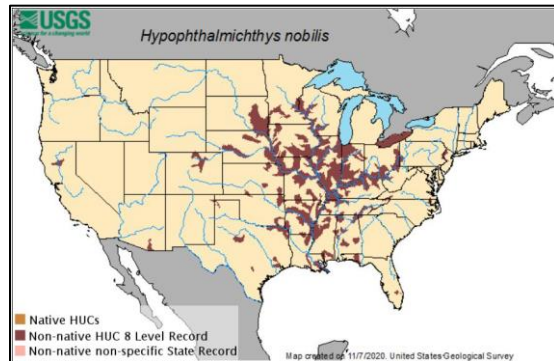 USGS
science for a changing world
Hypophthalmichthys nobilis
Native HUCs
Non-native HUC 8 Level Record
Non-native non-specific State Record
Map created on 11/7/2020. United States Geological Survey